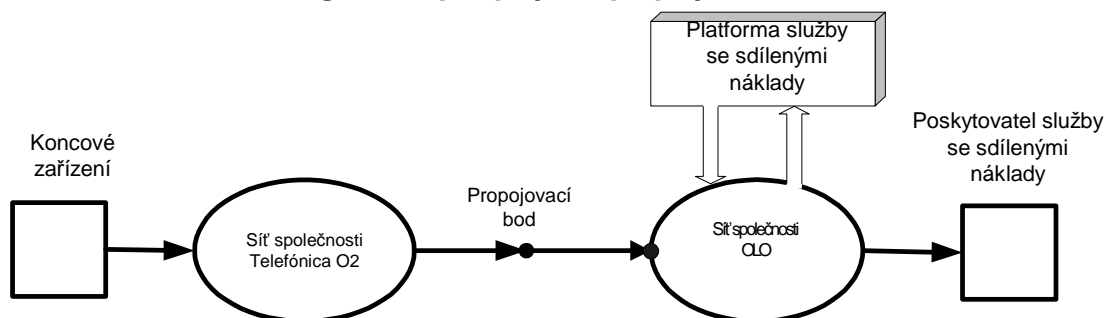 Platforma služby
se sdílenými
náklady
Koncové
zařízení
Poskytovatel služby
se sdílenými
náklady
Propojovací
bod
Síť společnosti
Telefónica O2
Síť společnosti
OLO